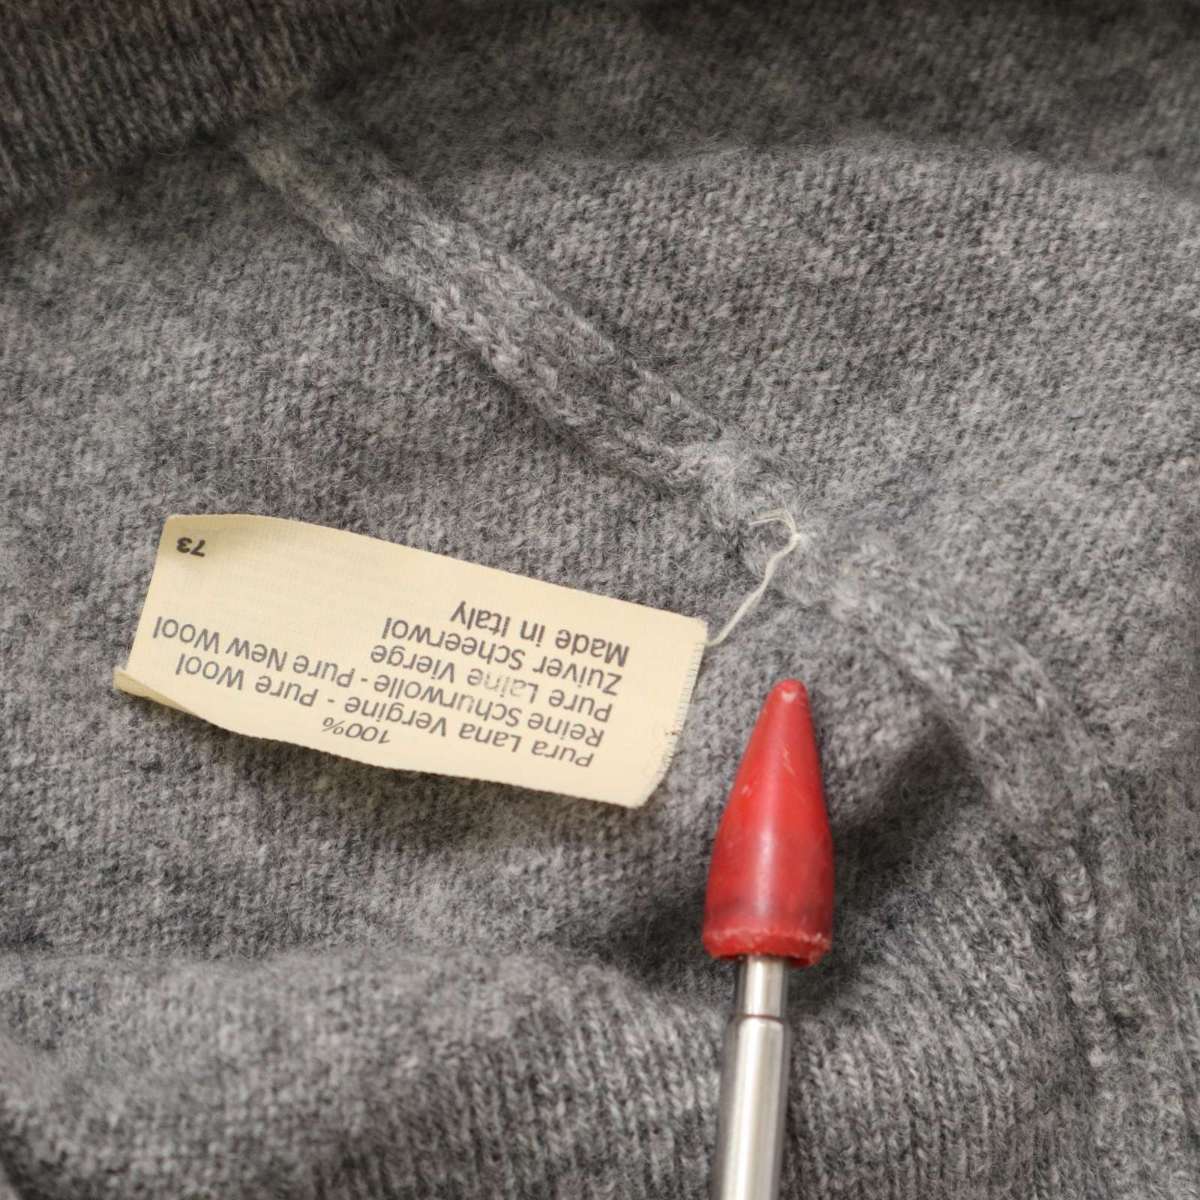 100%
Pura Lana Vergine - Pure Wool
Reine Schurwolle - Pure New Wool
Pure Laine Vierge
Zuiver Scheerwol
Made in Italy
73